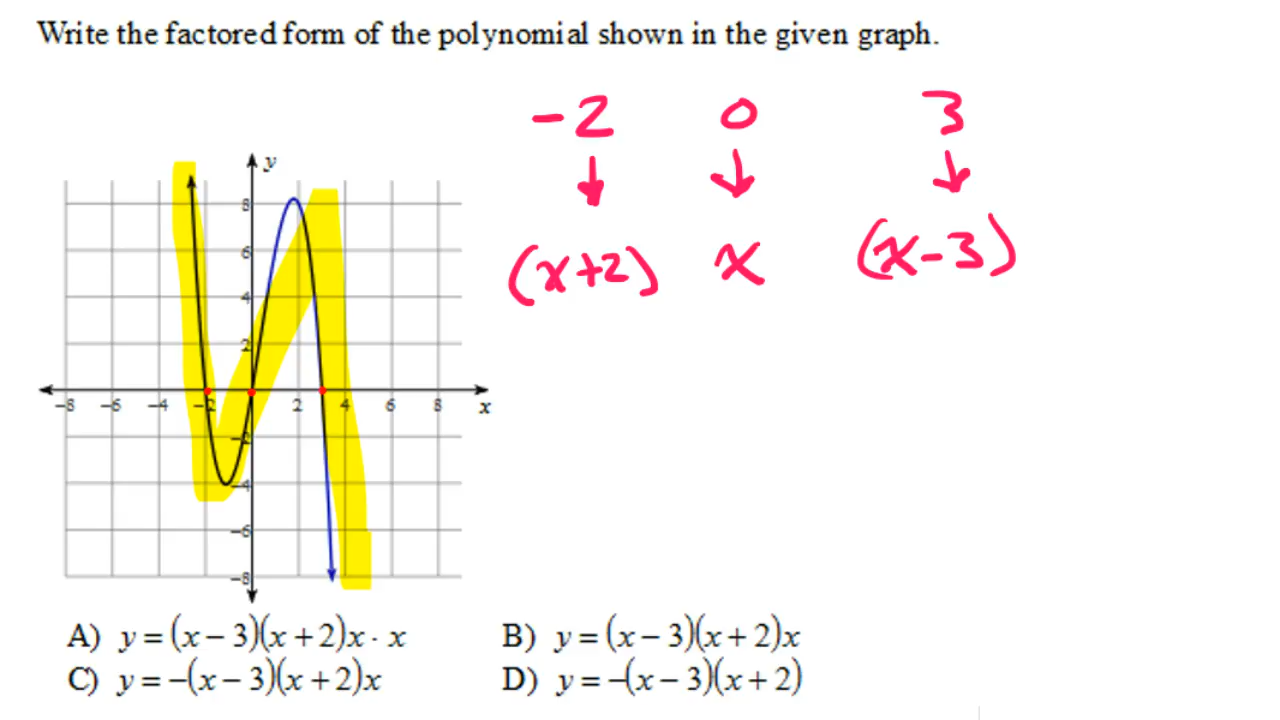 Write the factored form of the polynomial shown in the given graph.
-2 0 3
↓ ↓ ↓
(x+2) x (x-3)
y
8
6
4
2
-8 -6 -4 -2 2 4 6 8 x
-2
-4
-6
-8
A) y = (x − 3)(x + 2)x · x B) y = (x − 3)(x + 2)x
C) y = −(x − 3)(x + 2)x D) y = −(x − 3)(x + 2)